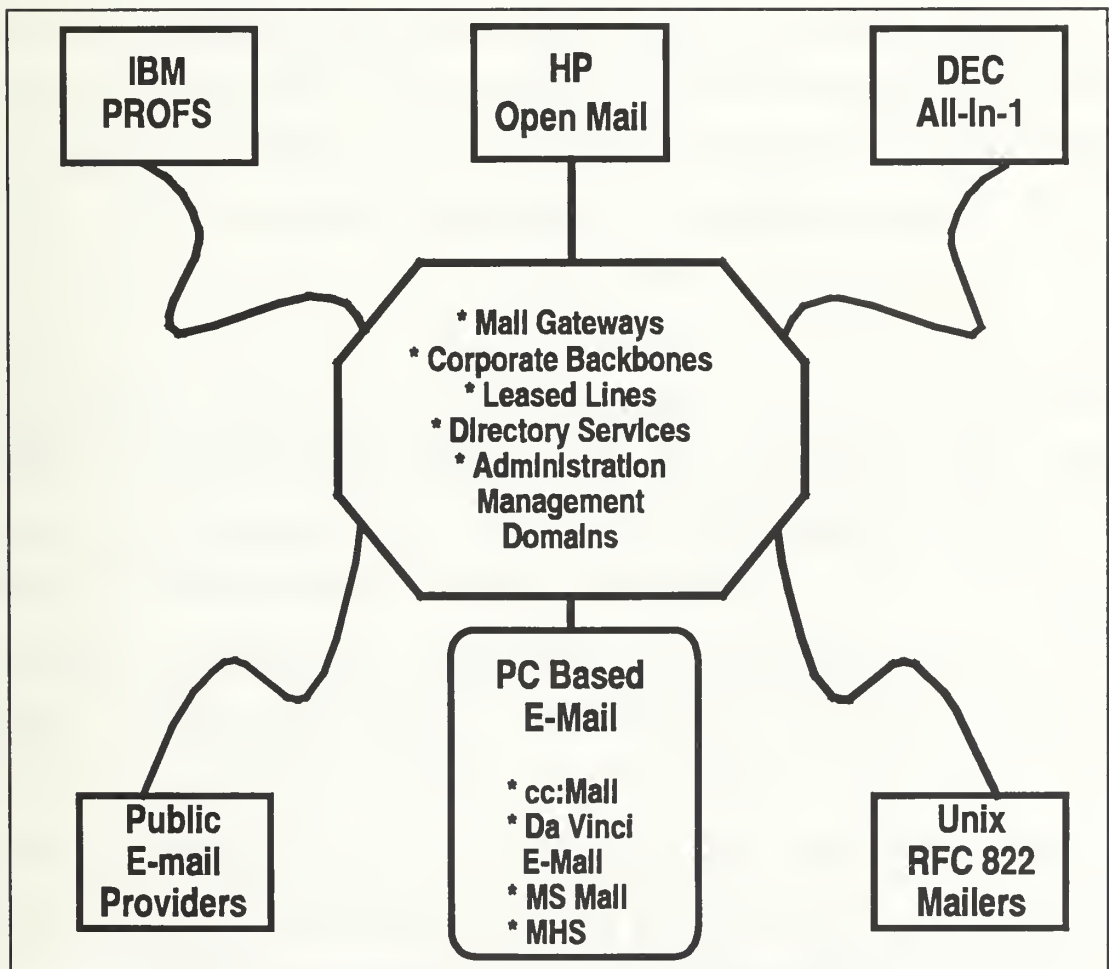 IBM
PROFS
HP
Open Mail
DEC
All-In-1
* Mail Gateways
* Corporate Backbones
* Leased Lines
* Directory Services
* Administration
Management
Domains
PC Based
E-Mail
* cc:Mail
* Da Vinci
E-Mail
* MS Mail
* MHS
Public
E-mail
Providers
Unix
RFC 822
Mailers